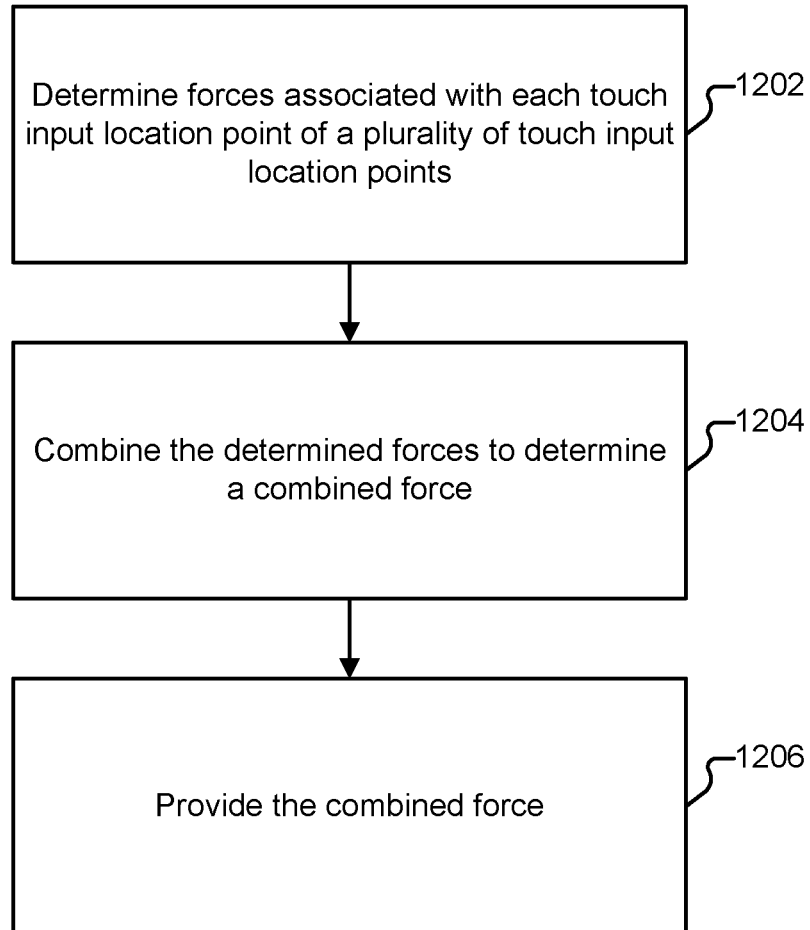 Determine forces associated with each touch
input location point of a plurality of touch input
location points
1202
Combine the determined forces to determine
a combined force
1204
Provide the combined force
1206